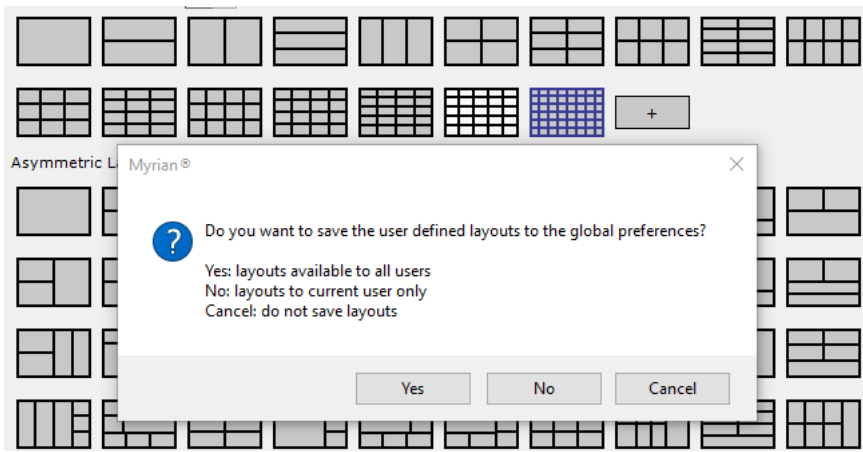 +
Asymmetric L
Myrian®
Do you want to save the user defined layouts to the global preferences?
Yes: layouts available to all users
No: layouts to current user only
Cancel: do not save layouts
Yes
No
Cancel